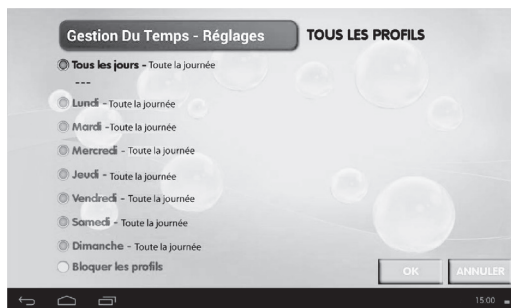 Gestion Du Temps - Réglages TOUS LES PROFILS
Tous les jours - Toute la journée
---
Lundi - Toute la journée
Mardi - Toute la journée
Mercredi - Toute la journée
Jeudi - Toute la journée
Vendredi - Toute la journée
Samedi - Toute la journée
Dimanche - Toute la journée
Bloquer les profils
OK ANNULER
15:00